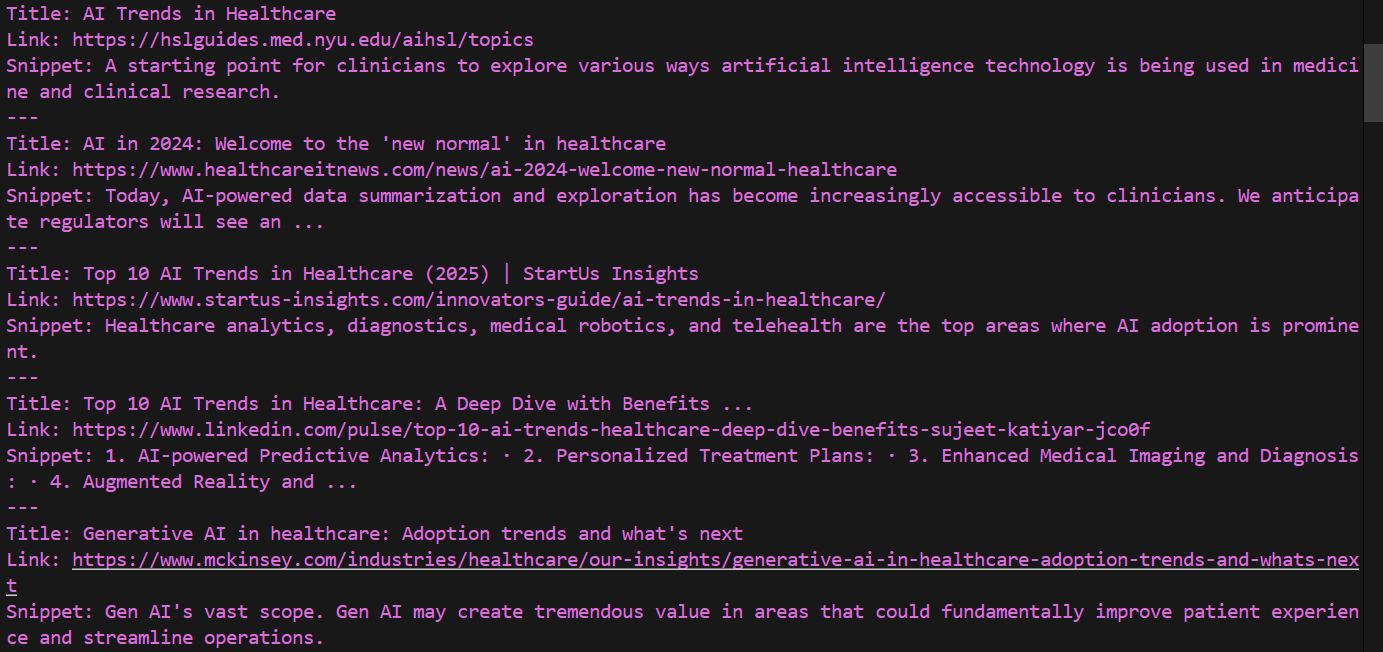 Title: AI Trends in Healthcare
Link: https://hslguides.med.nyu.edu/aihsl/topics
Snippet: A starting point for clinicians to explore various ways artificial intelligence technology is being used in medici
ne and clinical research.
---
Title: AI in 2024: Welcome to the 'new normal' in healthcare
Link: https://www.healthcareitnews.com/news/ai-2024-welcome-new-normal-healthcare
Snippet: Today, AI-powered data summarization and exploration has become increasingly accessible to clinicians. We anticipa
te regulators will see an ...
---
Title: Top 10 AI Trends in Healthcare (2025) | StartUs Insights
Link: https://www.startus-insights.com/innovators-guide/ai-trends-in-healthcare/
Snippet: Healthcare analytics, diagnostics, medical robotics, and telehealth are the top areas where AI adoption is promine
nt.
---
Title: Top 10 AI Trends in Healthcare: A Deep Dive with Benefits ...
Link: https://www.linkedin.com/pulse/top-10-ai-trends-healthcare-deep-dive-benefits-sujeet-katiyar-jco0f
Snippet: 1. AI-powered Predictive Analytics: · 2. Personalized Treatment Plans: · 3. Enhanced Medical Imaging and Diagnosis
: · 4. Augmented Reality and ...
---
Title: Generative AI in healthcare: Adoption trends and what's next
Link: https://www.mckinsey.com/industries/healthcare/our-insights/generative-ai-in-healthcare-adoption-trends-and-whats-nex
t
Snippet: Gen AI's vast scope. Gen AI may create tremendous value in areas that could fundamentally improve patient experien
ce and streamline operations.